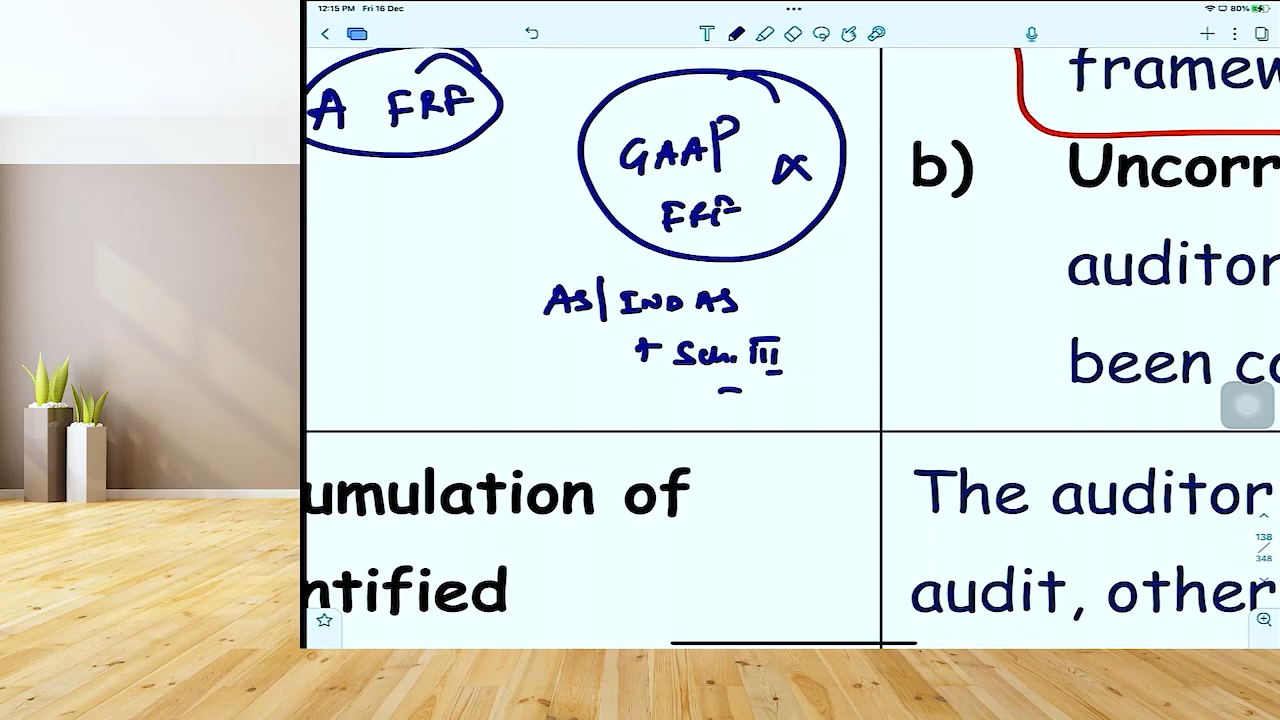 12:15 PM Fri 16 Dec
80%
A FRF
GAAP
FRF
AS/IND AS
+ Sch. III
framew
b) Uncorr
auditor
been co
umulation of
ntified
The auditor
audit, other
138
348